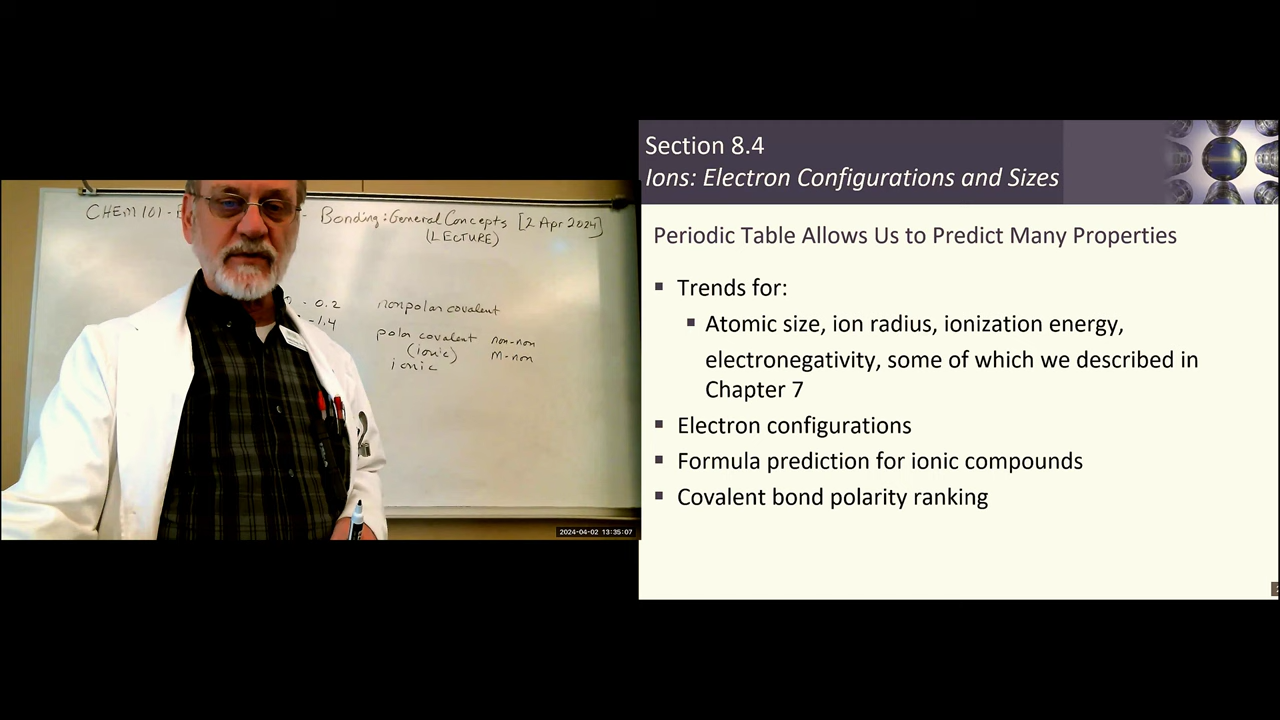 CHEM 101 - Bonding: General Concepts [2 Apr 2024]
(LECTURE)
- 0.2 nonpolar covalent
-1.4 polar covalent non-non
(ionic) M-non
ionic
2024-04-02 13:35:07
Section 8.4
Ions: Electron Configurations and Sizes
Periodic Table Allows Us to Predict Many Properties
▪ Trends for:
▪ Atomic size, ion radius, ionization energy,
electronegativity, some of which we described in
Chapter 7
▪ Electron configurations
▪ Formula prediction for ionic compounds
▪ Covalent bond polarity ranking